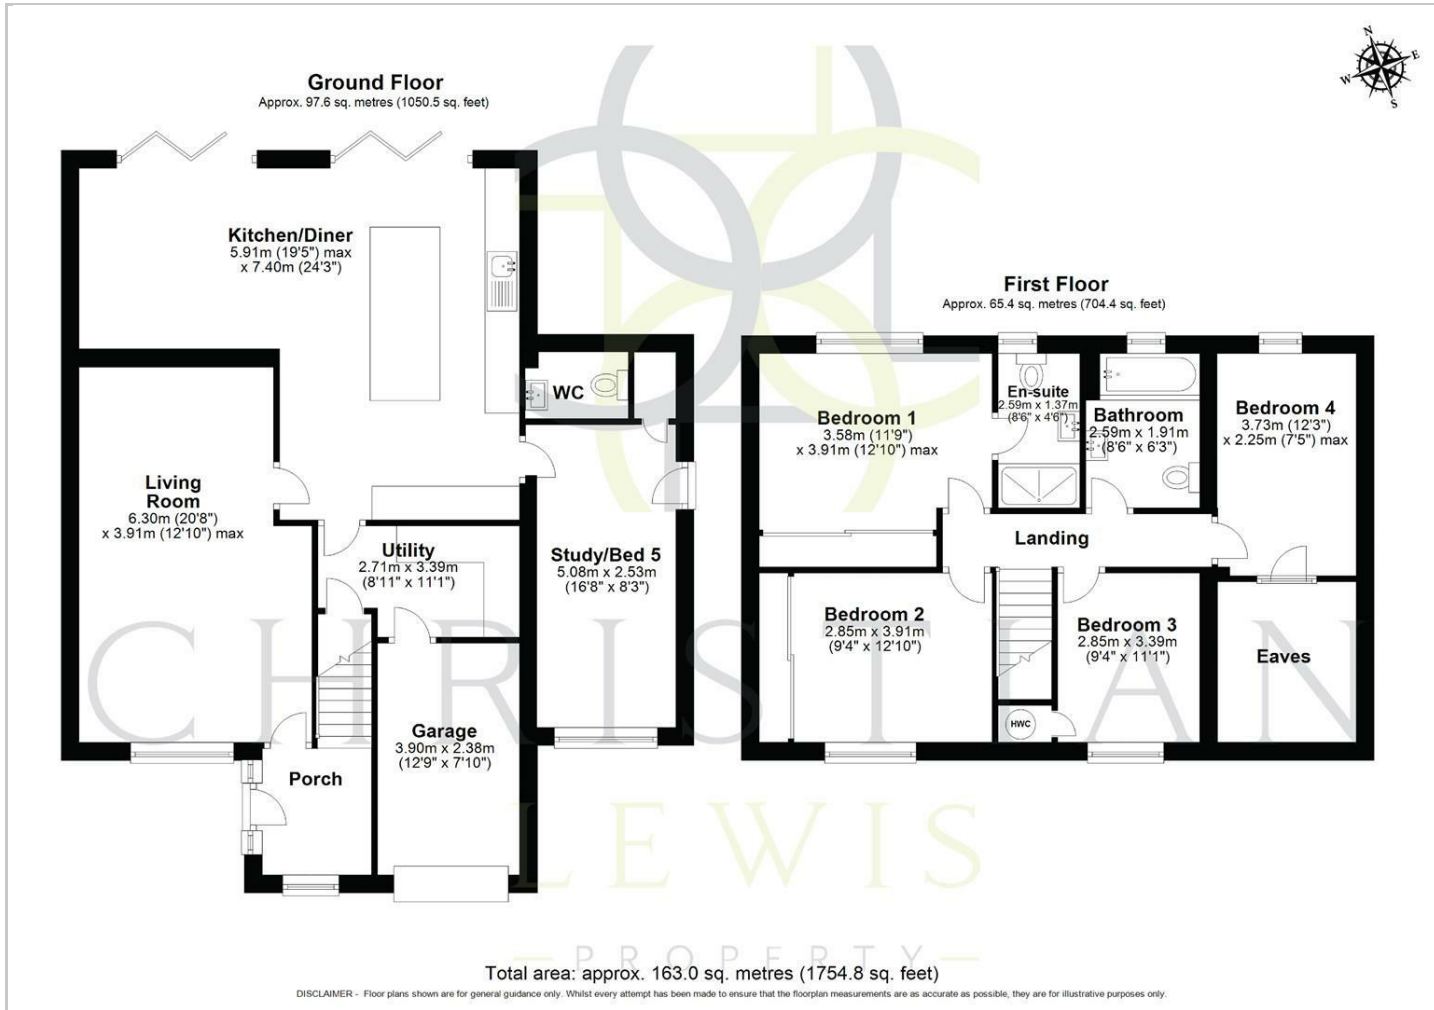 Ground Floor
Approx. 97.6 sq. metres (1050.5 sq. feet)
Kitchen/Diner
5.91m (19'5") max
x 7.40m (24'3")
WC
Living
Room
6.30m (20'8")
x 3.91m (12'10") max
Utility
2.71m x 3.39m
(8'11" x 11'1")
Study/Bed 5
5.08m x 2.53m
(16'8" x 8'3")
Garage
3.90m x 2.38m
(12'9" x 7'10")
Porch
N
E
S
W
First Floor
Approx. 65.4 sq. metres (704.4 sq. feet)
Bedroom 1
3.58m (11'9")
x 3.91m (12'10") max
En-suite
2.59m x 1.37m
(8'6" x 4'6")
Bathroom
2.59m x 1.91m
(8'6" x 6'3")
Bedroom 4
3.73m (12'3")
x 2.25m (7'5") max
Landing
Bedroom 2
2.85m x 3.91m
(9'4" x 12'10")
Bedroom 3
2.85m x 3.39m
(9'4" x 11'1")
Eaves
HWC
CHRISTIAN
LEWIS
PROPERTY
Total area: approx. 163.0 sq. metres (1754.8 sq. feet)
DISCLAIMER - Floor plans shown are for general guidance only. Whilst every attempt has been made to ensure that the floorplan measurements are as accurate as possible, they are for illustrative purposes only.